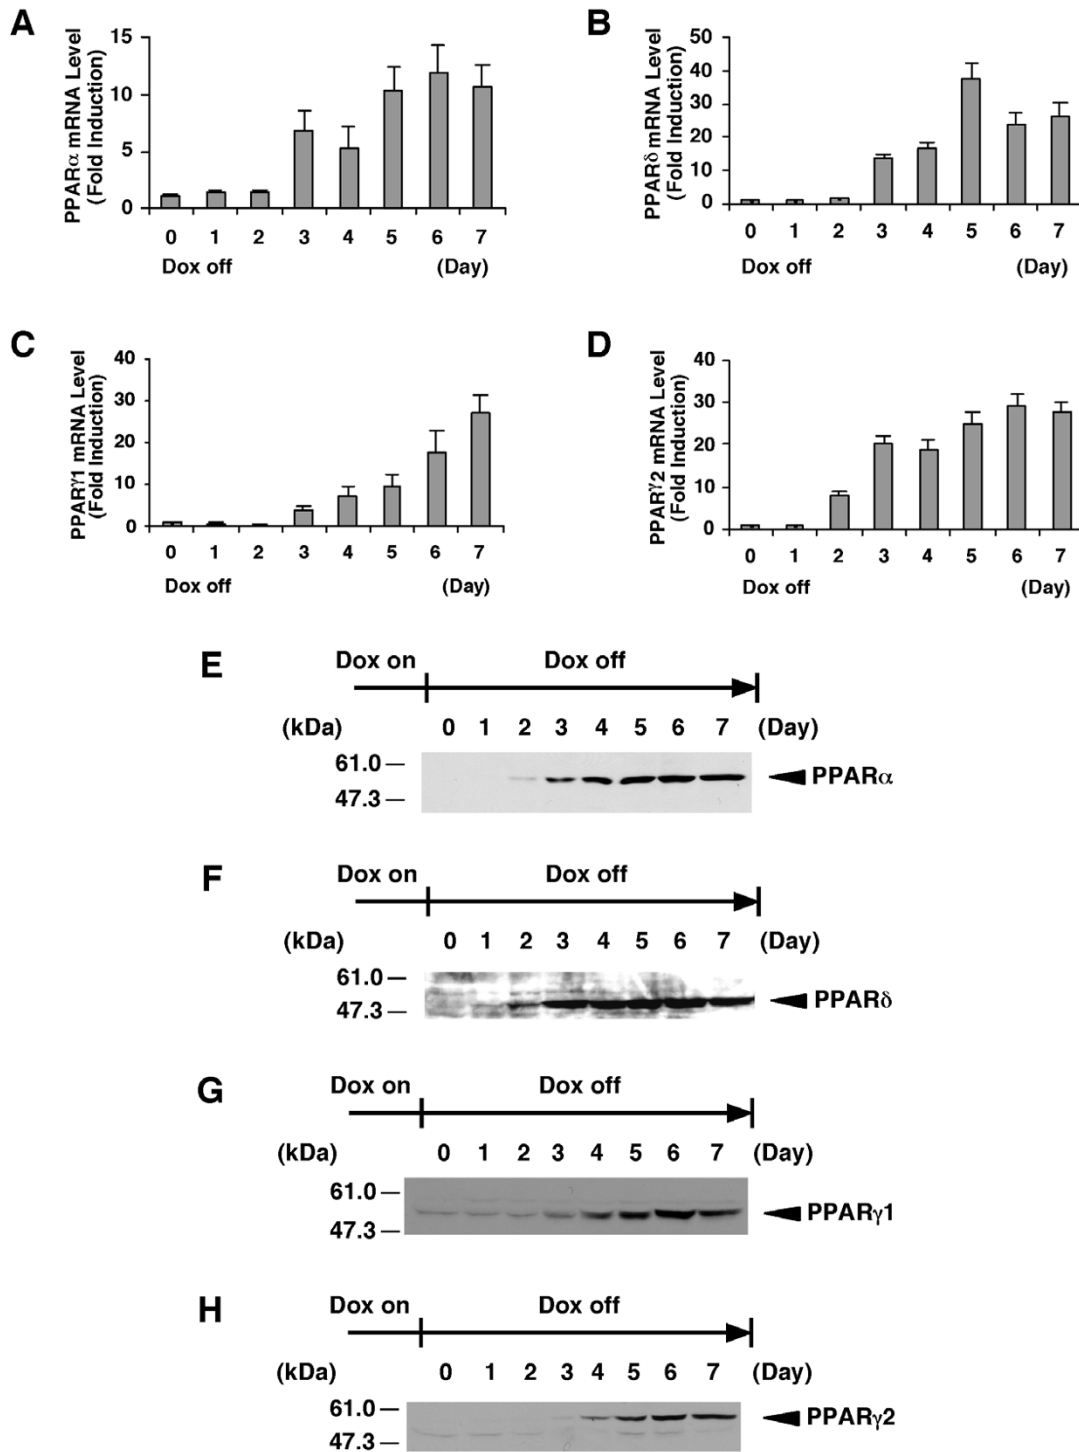 A
PPARα mRNA Level
(Fold Induction)
15
10
5
0
0 1 2 3 4 5 6 7
Dox off (Day)
B
PPARδ mRNA Level
(Fold Induction)
50
40
30
20
10
0
0 1 2 3 4 5 6 7
Dox off (Day)
C
PPARγ1 mRNA Level
(Fold Induction)
40
30
20
10
0
0 1 2 3 4 5 6 7
Dox off (Day)
D
PPARγ2 mRNA Level
(Fold Induction)
40
30
20
10
0
0 1 2 3 4 5 6 7
Dox off (Day)
E
Dox on Dox off
(kDa) 0 1 2 3 4 5 6 7 (Day)
61.0
47.3
PPARα
F
Dox on Dox off
(kDa) 0 1 2 3 4 5 6 7 (Day)
61.0
47.3
PPARδ
G
Dox on Dox off
(kDa) 0 1 2 3 4 5 6 7 (Day)
61.0
47.3
PPARγ1
H
Dox on Dox off
(kDa) 0 1 2 3 4 5 6 7 (Day)
61.0
47.3
PPARγ2